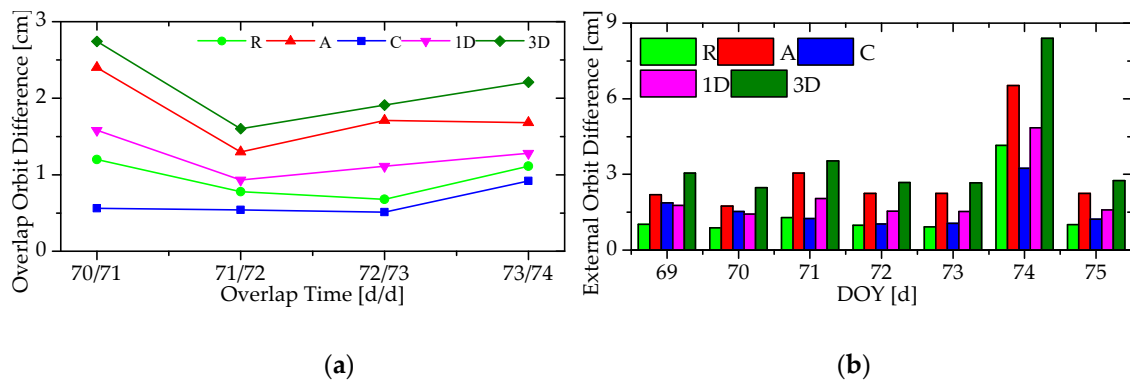 Overlap Orbit Difference [cm]
3
2
1
0
R A C 1D 3D
70/71 71/72 72/73 73/74
Overlap Time [d/d]
(a)
External Orbit Difference [cm]
9
6
3
0
R A C
1D 3D
69 70 71 72 73 74 75
DOY [d]
(b)